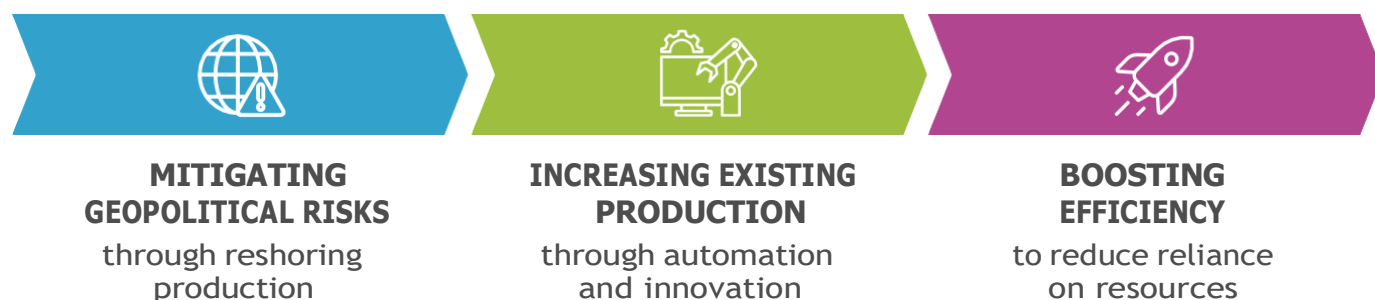 MITIGATING
GEOPOLITICAL RISKS
through reshoring
production
INCREASING EXISTING
PRODUCTION
through automation
and innovation
BOOSTING
EFFICIENCY
to reduce reliance
on resources